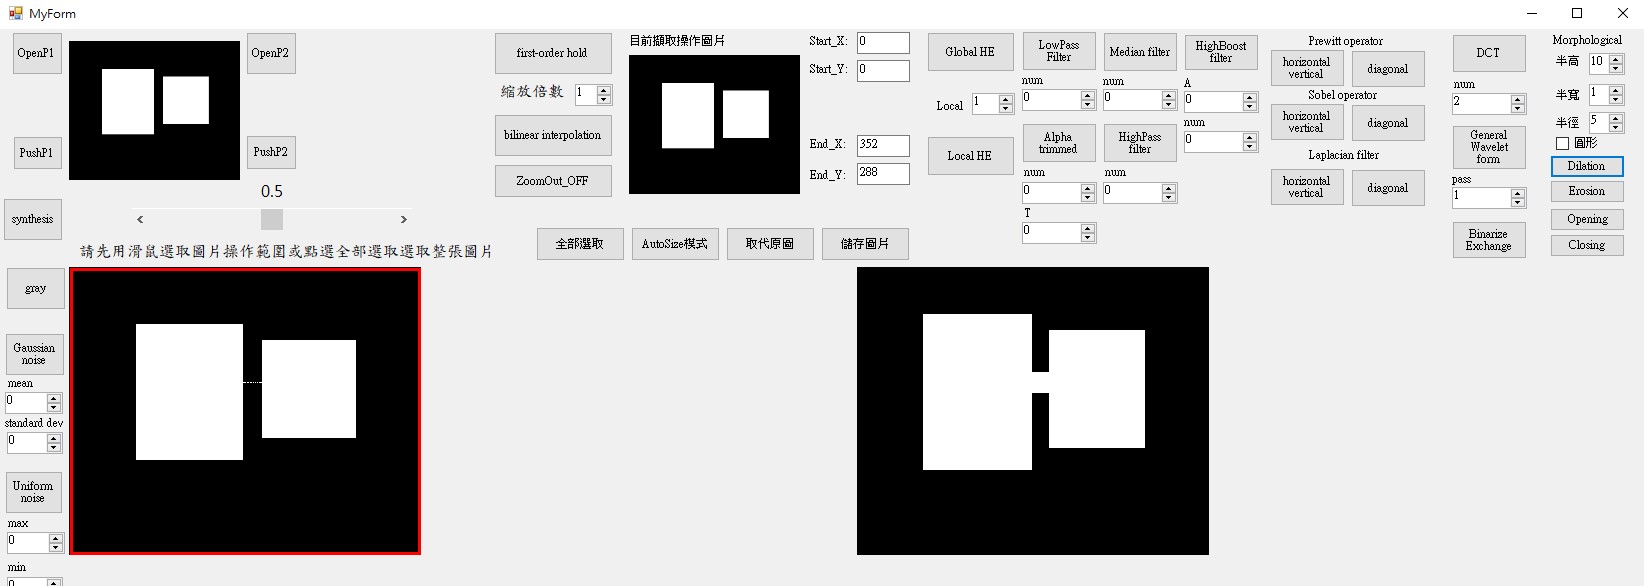 MyForm
OpenP1
OpenP2
PushP1
PushP2
0.5
synthesis
請先用滑鼠選取圖片操作範圍或點選全部選取選取整張圖片
first-order hold
縮放倍數 1
bilinear interpolation
ZoomOut_OFF
目前擷取操作圖片
Start_X: 0
Start_Y: 0
End_X: 352
End_Y: 288
全部選取
AutoSize模式
取代原圖
儲存圖片
Global HE
Local 1
Local HE
LowPass
Filter
num
0
Alpha
trimmed
num
0
T
0
Median filter
num
0
HighPass
filter
num
0
HighBoost
filter
A
0
num
0
Prewitt operator
horizontal
vertical
diagonal
Sobel operator
horizontal
vertical
diagonal
Laplacian filter
horizontal
vertical
diagonal
DCT
num
2
General
Wavelet
form
pass
1
Binarize
Exchange
Morphological
半高 10
半寬 1
半徑 5
圓形
Dilation
Erosion
Opening
Closing
gray
Gaussian
noise
mean
0
standard dev
0
Uniform
noise
max
0
min
0